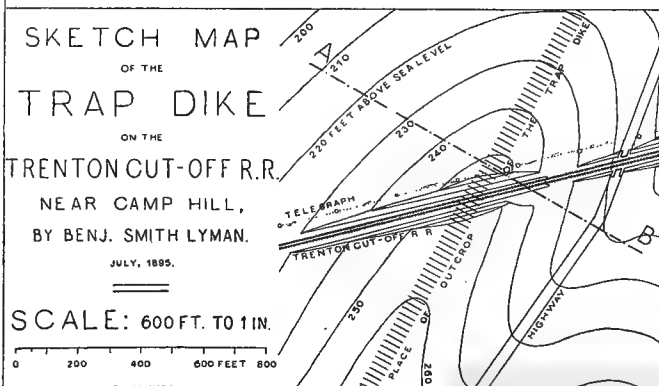 SKETCH MAP
OF THE
TRAP DIKE
ON THE
TRENTON CUT-OFF R.R.
NEAR CAMP HILL,
BY BENJ. SMITH LYMAN.
JULY, 1895.
SCALE: 600 FT. TO 1 IN.
0 200 400 600 FEET 800
200
210
A
220 FEET ABOVE SEA LEVEL
230
240
PLACE OF OUTCROP OF THE TRAP DIKE
TELEGRAPH
TRENTON CUT-OFF R R
B
HIGHWAY
250
260